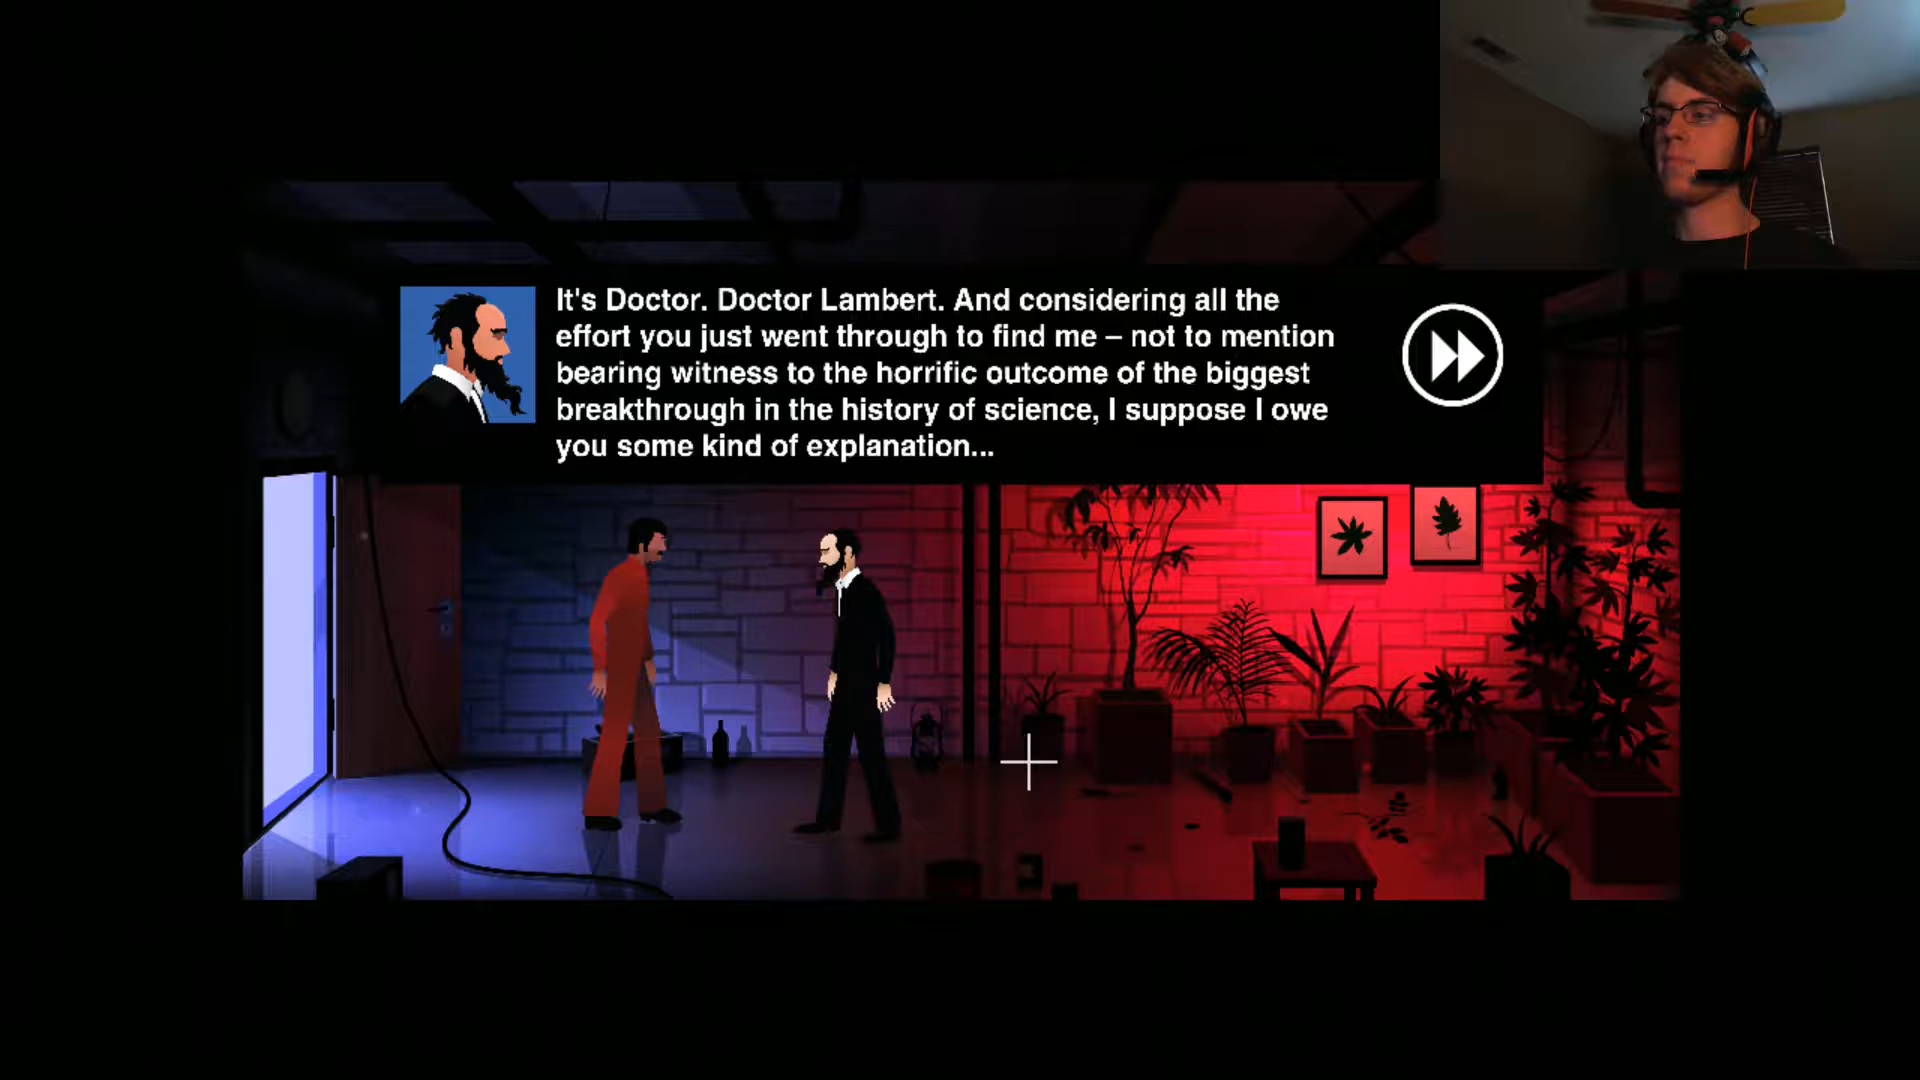 It's Doctor. Doctor Lambert. And considering all the
effort you just went through to find me – not to mention
bearing witness to the horrific outcome of the biggest
breakthrough in the history of science, I suppose I owe
you some kind of explanation...